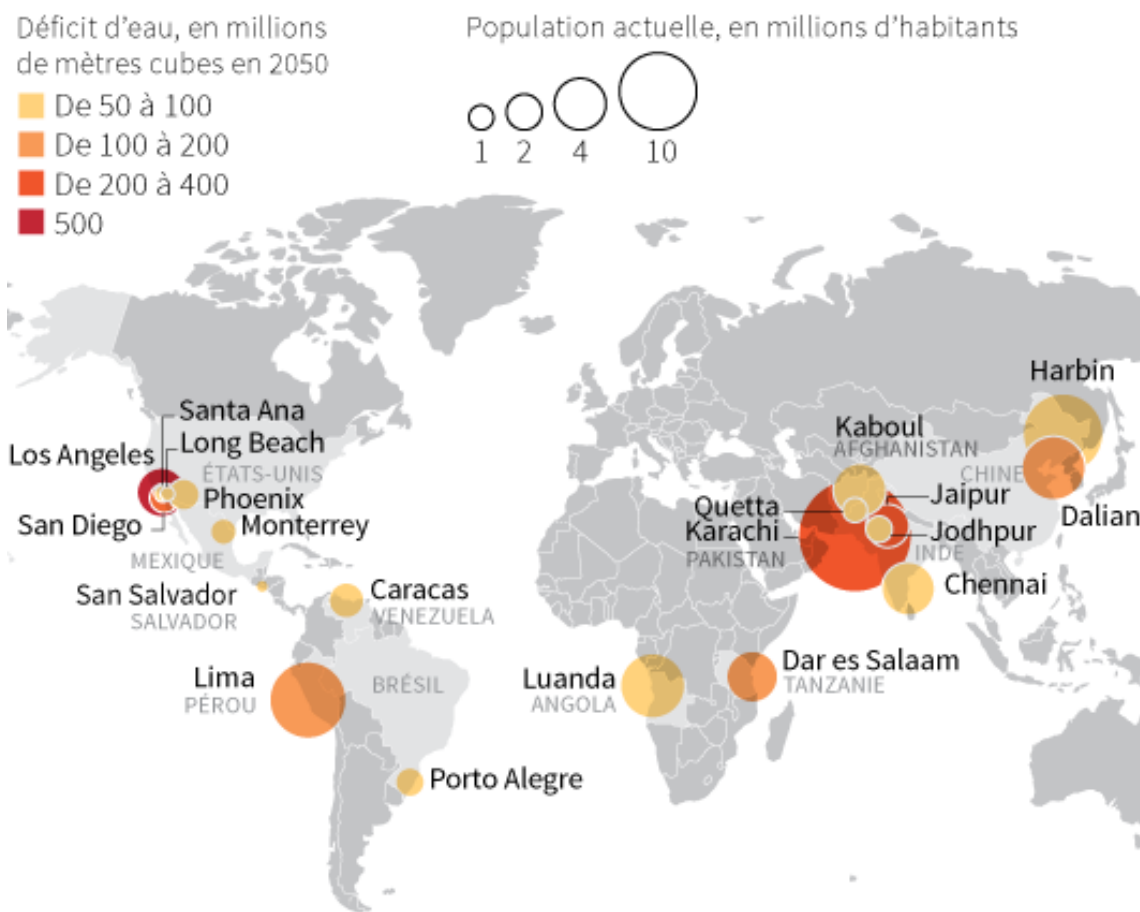 Déficit d'eau, en millions
de mètres cubes en 2050
De 50 à 100
De 100 à 200
De 200 à 400
500
Population actuelle, en millions d'habitants
1 2 4 10
Harbin
Santa Ana
Long Beach
Los Angeles
ÉTATS-UNIS
Phoenix
San Diego
Monterrey
MEXIQUE
San Salvador
SALVADOR
Caracas
VENEZUELA
Lima
PÉROU
BRÉSIL
Porto Alegre
Kaboul
AFGHANISTAN
CHINE
Quetta
Jaipur
Karachi
PAKISTAN
Jodhpur
INDE
Dalian
Chennai
Luanda
ANGOLA
Dar es Salaam
TANZANIE